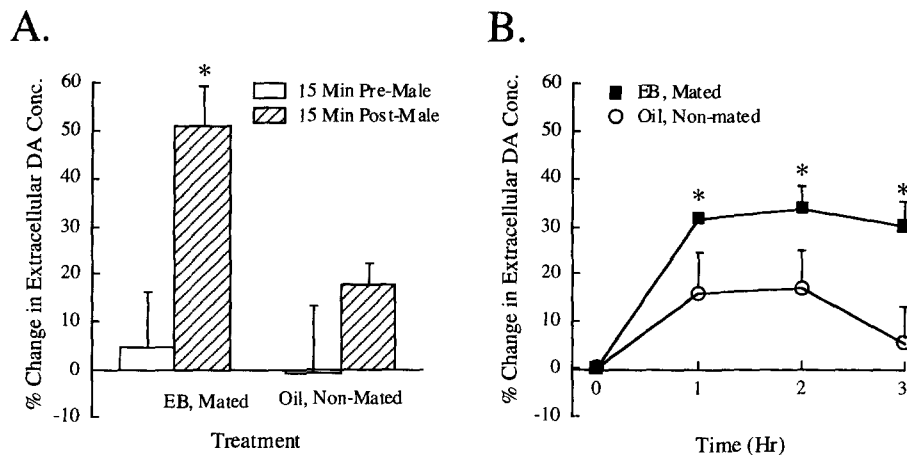 A.
% Change in Extracellular DA Conc.
60
50
40
30
20
10
0
-10
*
15 Min Pre-Male
15 Min Post-Male
EB, Mated
Oil, Non-Mated
Treatment
B.
% Change in Extracellular DA Conc.
60
50
40
30
20
10
0
-10
EB, Mated
Oil, Non-mated
*
*
*
0
1
2
3
Time (Hr)